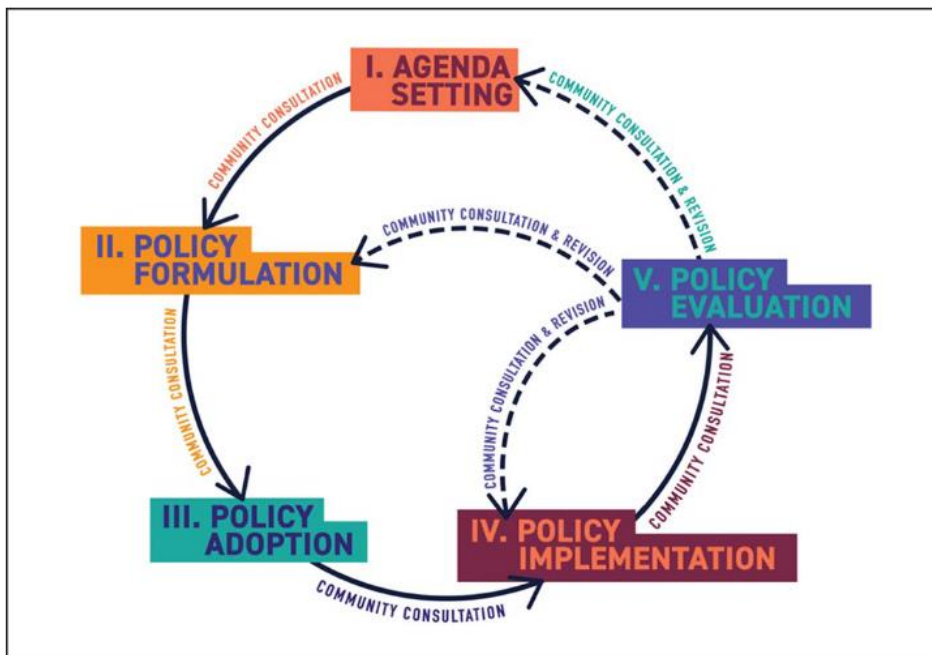 I. AGENDA
SETTING
COMMUNITY CONSULTATION
COMMUNITY CONSULTATION & REVISION
II. POLICY
FORMULATION
COMMUNITY CONSULTATION & REVISION
V. POLICY
EVALUATION
COMMUNITY CONSULTATION & REVISION
COMMUNITY CONSULTATION
COMMUNITY CONSULTATION
III. POLICY
ADOPTION
IV. POLICY
IMPLEMENTATION
COMMUNITY CONSULTATION